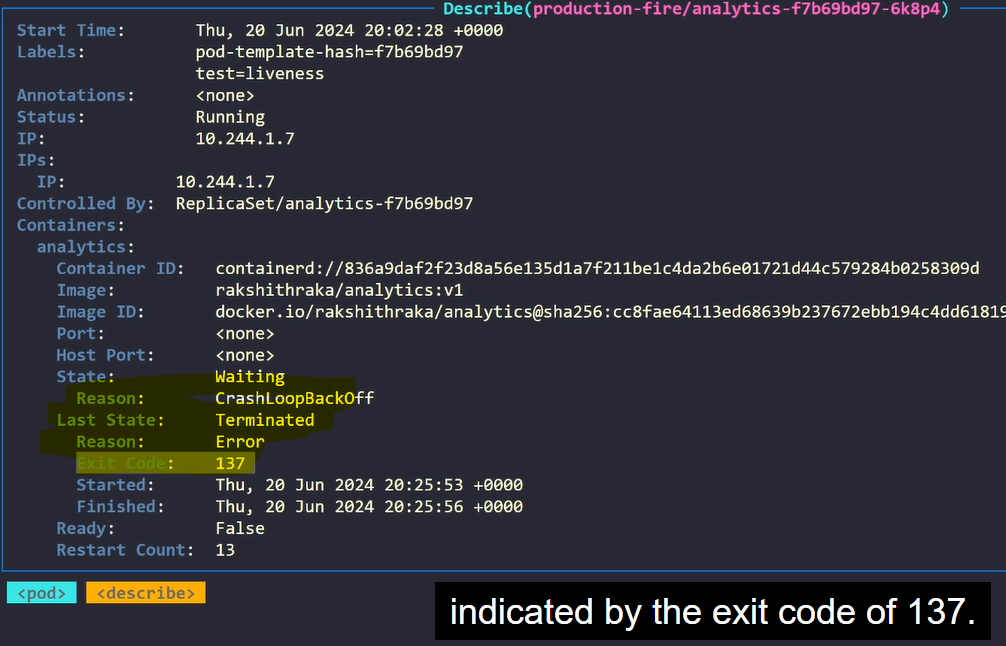 Describe(production-fire/analytics-f7b69bd97-6k8p4)
Start Time: Thu, 20 Jun 2024 20:02:28 +0000
Labels: pod-template-hash=f7b69bd97
test=liveness
Annotations: <none>
Status: Running
IP: 10.244.1.7
IPs:
IP: 10.244.1.7
Controlled By: ReplicaSet/analytics-f7b69bd97
Containers:
analytics:
Container ID: containerd://836a9daf2f23d8a56e135d1a7f211be1c4da2b6e01721d44c579284b0258309d
Image: rakshithraka/analytics:v1
Image ID: docker.io/rakshithraka/analytics@sha256:cc8fae64113ed68639b237672ebb194c4dd61819
Port: <none>
Host Port: <none>
State: Waiting
Reason: CrashLoopBackOff
Last State: Terminated
Reason: Error
Exit Code: 137
Started: Thu, 20 Jun 2024 20:25:53 +0000
Finished: Thu, 20 Jun 2024 20:25:56 +0000
Ready: False
Restart Count: 13
<pod> <describe>
indicated by the exit code of 137.